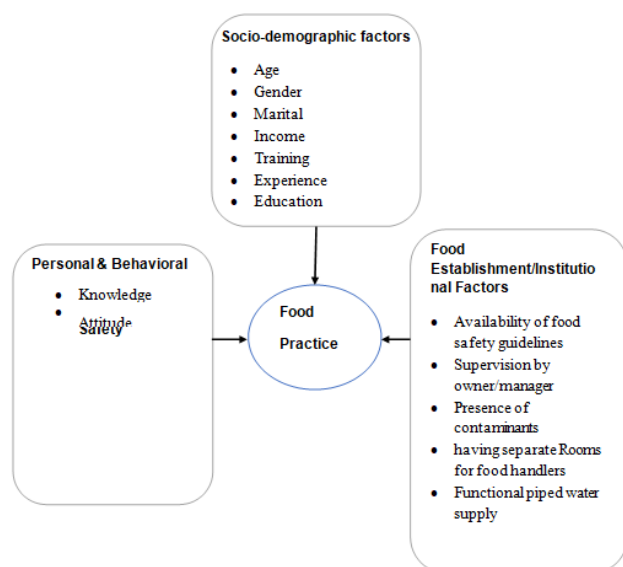 Socio-demographic factors
• Age
• Gender
• Marital
• Income
• Training
• Experience
• Education
Personal & Behavioral
• Knowledge
• Attitude
Safety
Food
Practice
Food
Establishment/Institutio
nal Factors
• Availability of food
safety guidelines
• Supervision by
owner/manager
• Presence of
contaminants
• having separate Rooms
for food handlers
• Functional piped water
supply